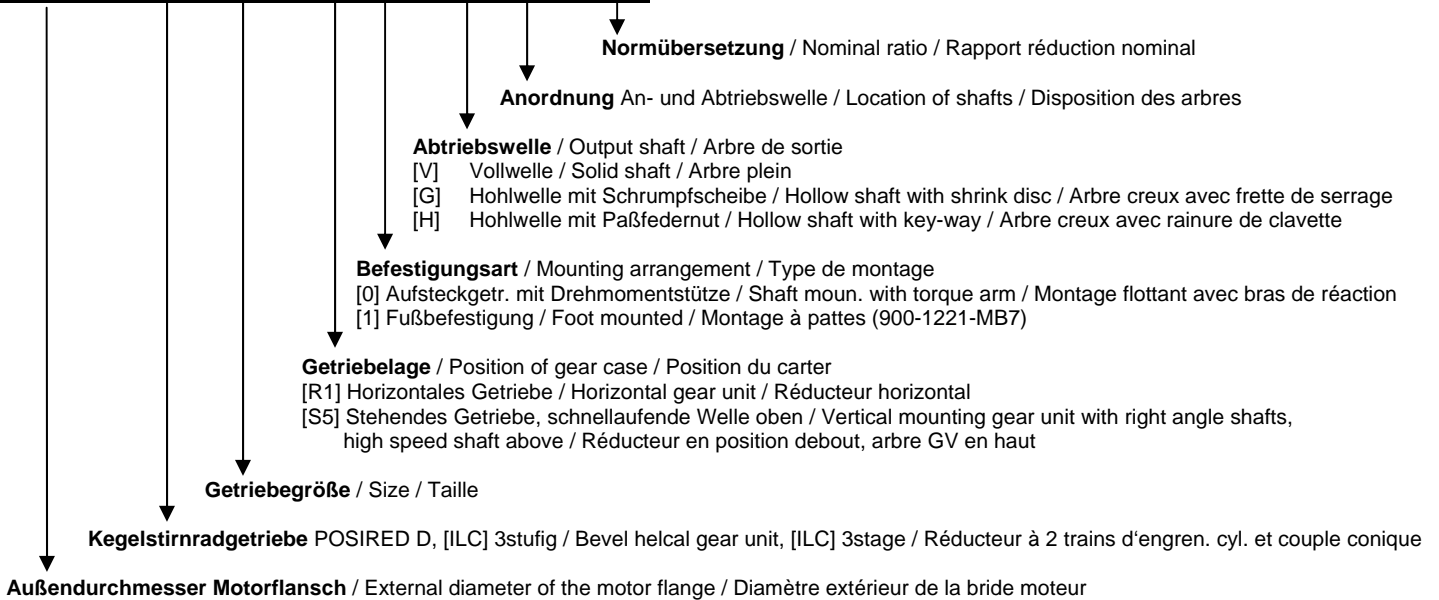 Normübersetzung / Nominal ratio / Rapport réduction nominal
Anordnung An- und Abtriebswelle / Location of shafts / Disposition des arbres
Abtriebswelle / Output shaft / Arbre de sortie
[V] Vollwelle / Solid shaft / Arbre plein
[G] Hohlwelle mit Schrumpfscheibe / Hollow shaft with shrink disc / Arbre creux avec frette de serrage
[H] Hohlwelle mit Paßfedernut / Hollow shaft with key-way / Arbre creux avec rainure de clavette
Befestigungsart / Mounting arrangement / Type de montage
[0] Aufsteckgetr. mit Drehmomentstütze / Shaft moun. with torque arm / Montage flottant avec bras de réaction
[1] Fußbefestigung / Foot mounted / Montage à pattes (900-1221-MB7)
Getriebelage / Position of gear case / Position du carter
[R1] Horizontales Getriebe / Horizontal gear unit / Réducteur horizontal
[S5] Stehendes Getriebe, schnellaufende Welle oben / Vertical mounting gear unit with right angle shafts,
high speed shaft above / Réducteur en position debout, arbre GV en haut
Getriebegröße / Size / Taille
Kegelstirnradgetriebe POSIRED D, [ILC] 3stufig / Bevel helcal gear unit, [ILC] 3stage / Réducteur à 2 trains d'engren. cyl. et couple conique
Außendurchmesser Motorflansch / External diameter of the motor flange / Diamètre extérieur de la bride moteur